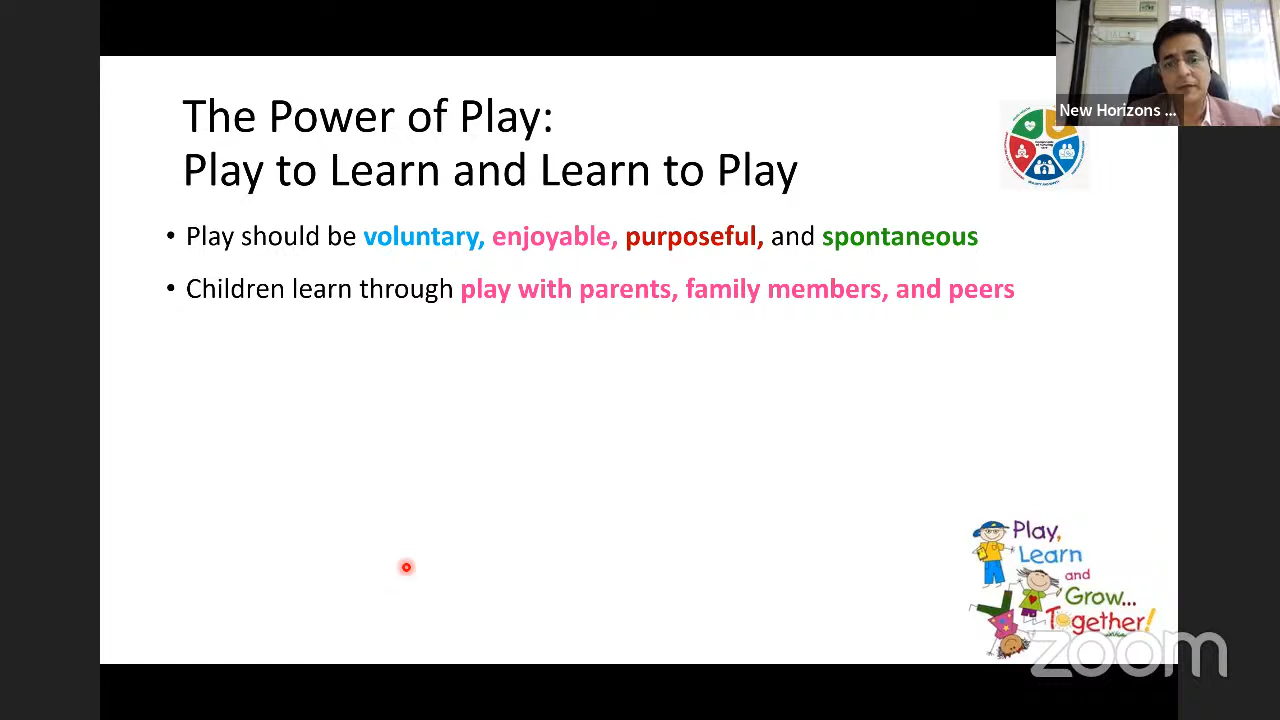 The Power of Play:
Play to Learn and Learn to Play
• Play should be voluntary, enjoyable, purposeful, and spontaneous
• Children learn through play with parents, family members, and peers
New Horizons ...
Play,
Learn
and
Grow...
Together!
zoom